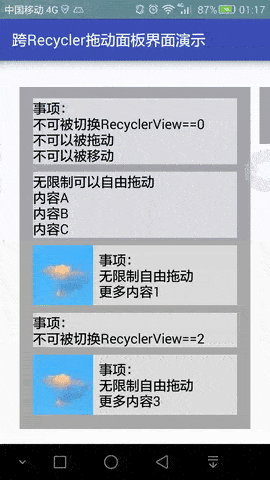 中国移动 4G 87% 01:17
跨Recycler拖动面板界面演示
事项：
不可被切换RecyclerView==0
不可以被拖动
不可以被移动
无限制可以自由拖动
内容A
内容B
内容C
事项：
无限制自由拖动
更多内容1
事项：
不可被切换RecyclerView==2
事项：
无限制自由拖动
更多内容3